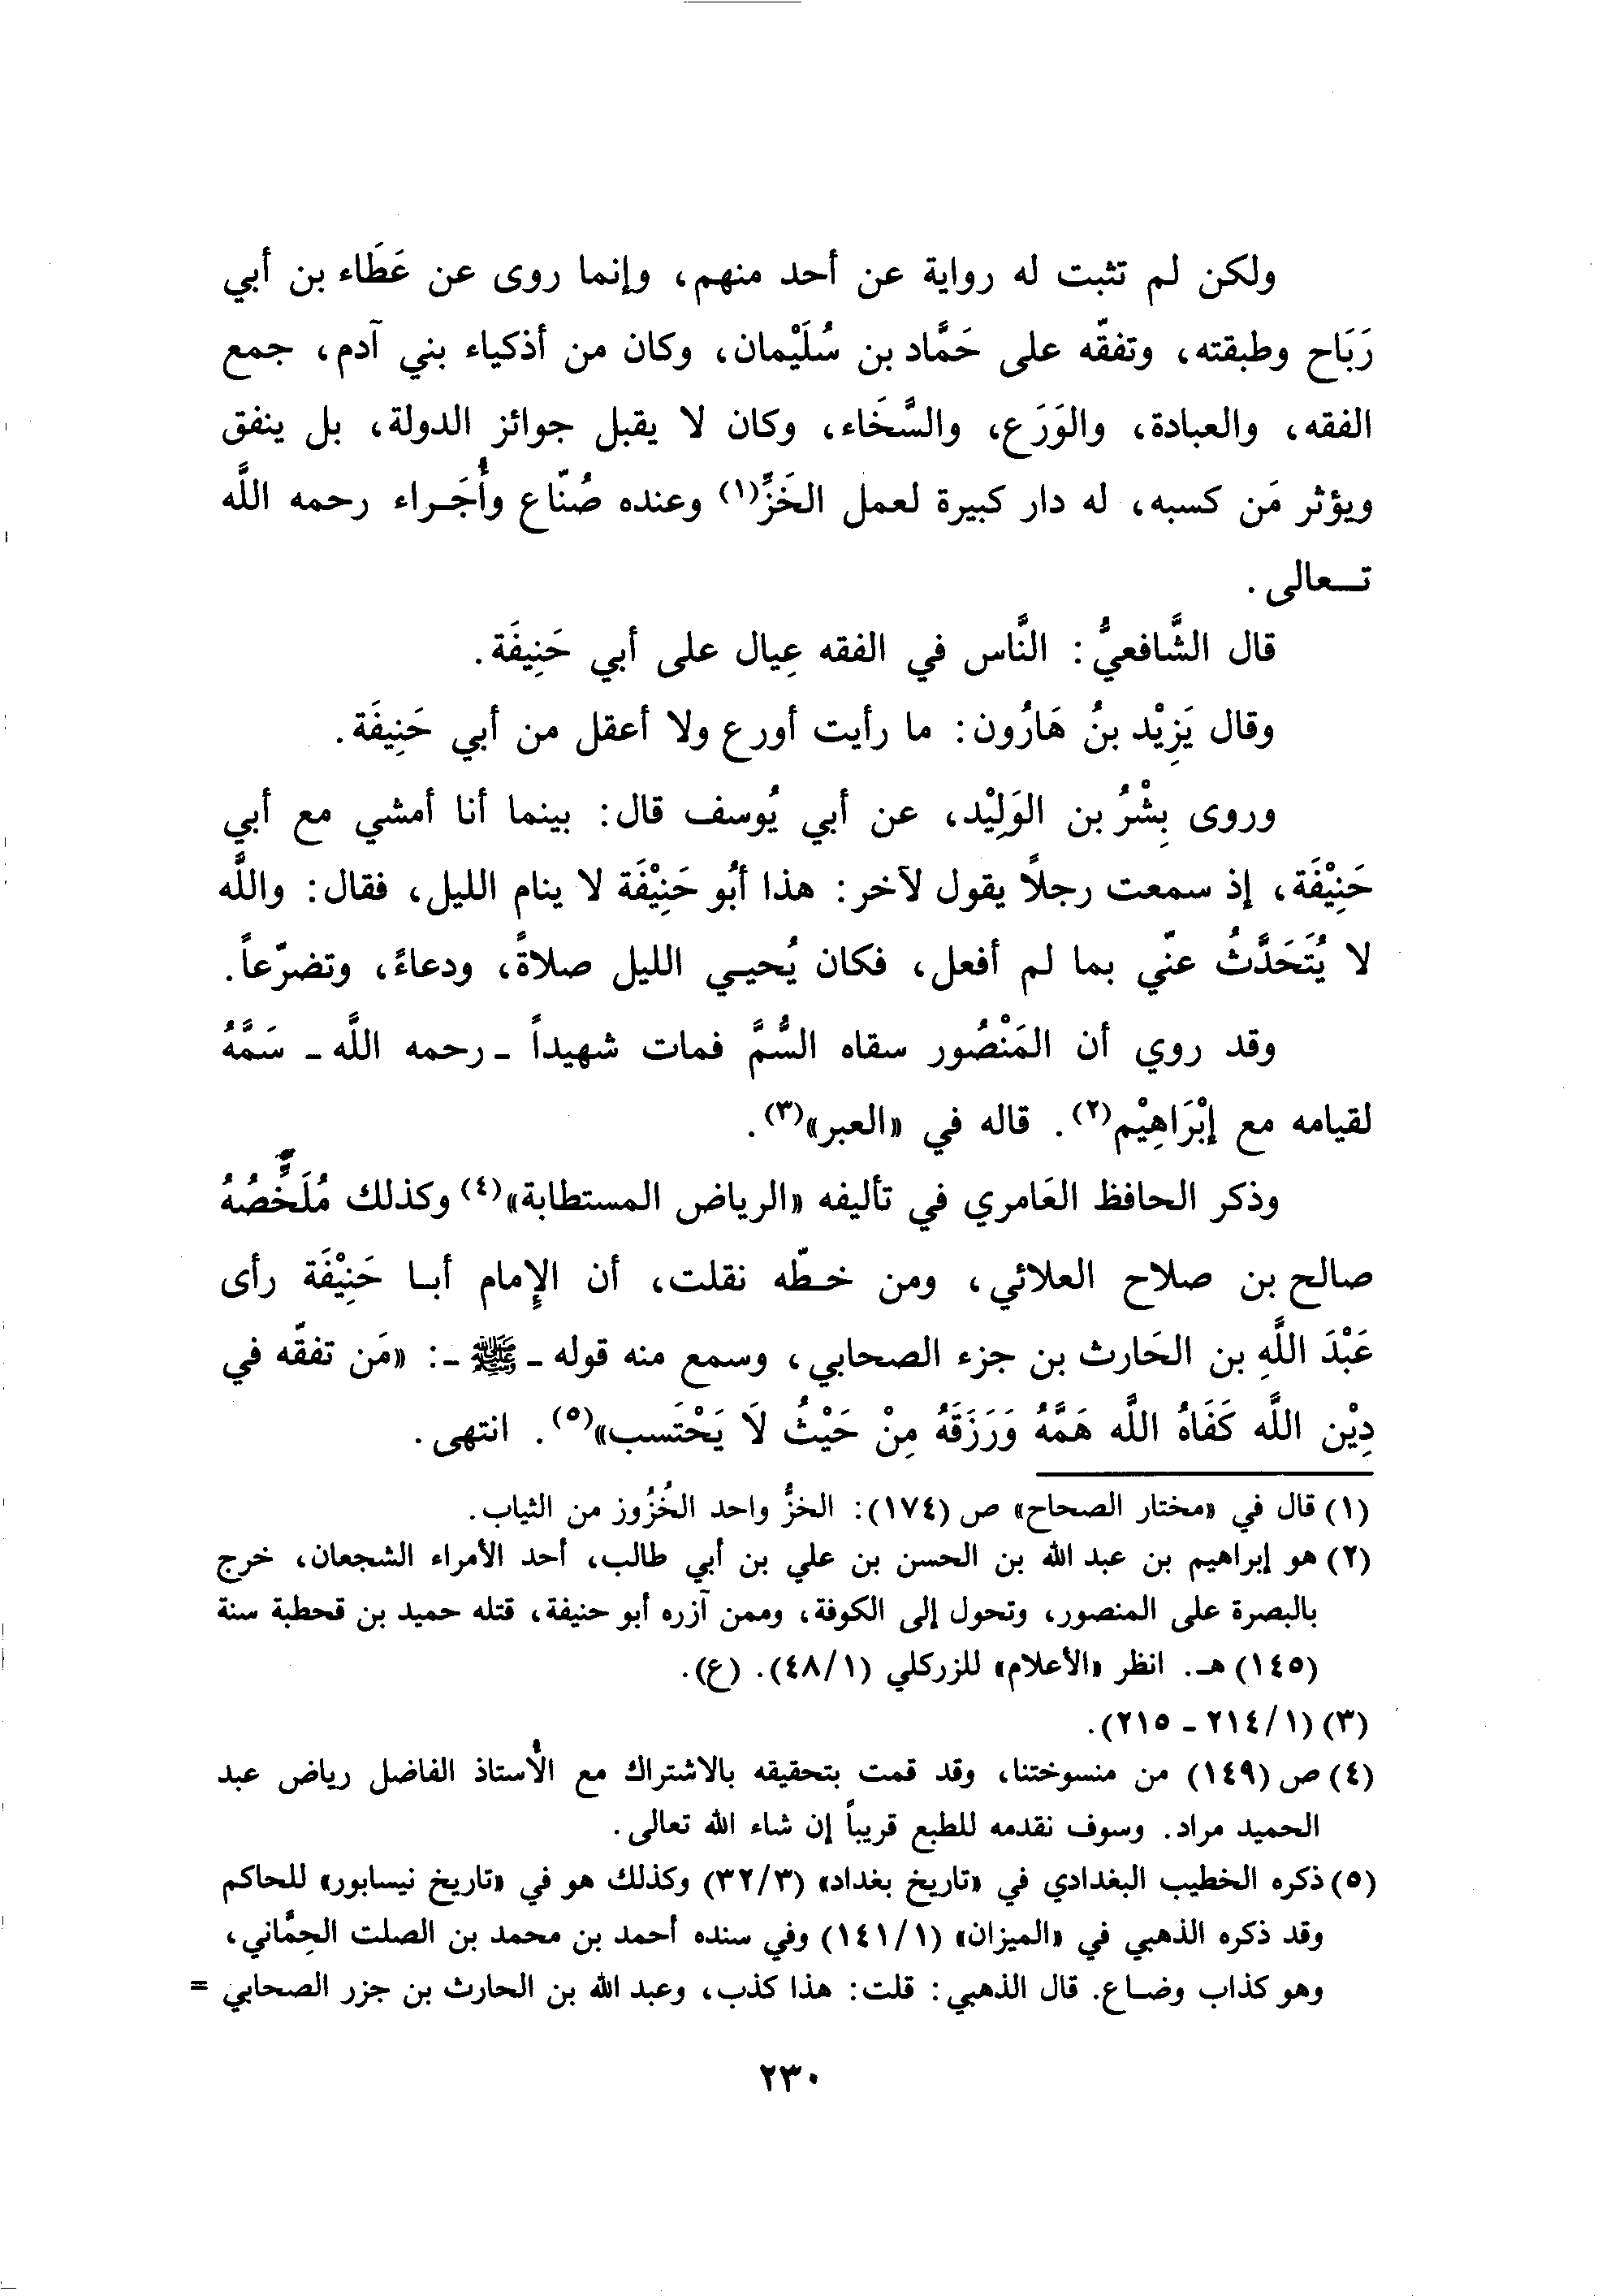 ولكن لم تثبت له رواية عن أحد منهم، وإنما روى عن عَطَاء بن أبي
رَبَاح وطبقته، وتفقّه على حَمَّاد بن سُلَيْمان، وكان من أذكياء بني آدم، جمع
الفقه، والعبادة، والوَرَع، والسَّخَاء، وكان لا يقبل جوائز الدولة، بل ينفق
ويؤثر مَن كسبه، له دار كبيرة لعمل الخَزِّ(١) وعنده صُنّاع وأُجَراء رحمه اللَّه
تعالى.
قال الشَّافعيُّ: النَّاس في الفقه عِيال على أبي حَنِيفَة.
وقال يَزِيْد بنُ هَارُون: ما رأيت أورع ولا أعقل من أبي حَنِيفَة.
وروى بِشْرُ بن الوَلِيْد، عن أبي يُوسف قال: بينما أنا أمشي مع أبي
حَنِيْفَة، إذ سمعت رجلاً يقول لآخر: هذا أبُو حَنِيْفَة لا ينام الليل، فقال: واللَّه
لا يُتَحَدَّثُ عنّي بما لم أفعل، فكان يُحيي الليل صلاةً، ودعاءً، وتضرّعاً.
وقد روي أن المَنْصُور سقاه السُّمَّ فمات شهيداً - رحمه اللَّه - سَمَّهُ
لقيامه مع إبْرَاهِيْم(٢). قاله في «العبر»(٣).
وذكر الحافظ العَامري في تأليفه «الرياض المستطابة»(٤) وكذلك مُلَخِّصُهُ
صالح بن صلاح العلائي، ومن خطّه نقلت، أن الإمام أبا حَنِيْفَة رأى
عَبْدَ اللَّهِ بن الحَارث بن جزء الصحابي، وسمع منه قوله - ﷺ -: «مَن تفقّه في
دِيْن اللَّه كَفَاهُ اللَّه هَمَّهُ وَرَزَقَهُ مِنْ حَيْثُ لَا يَحْتَسب»(٥). انتهى.
(١) قال في «مختار الصحاح» ص (١٧٤): الخزُّ واحد الخُزُوز من الثياب.
(٢) هو إبراهيم بن عبد الله بن الحسن بن علي بن أبي طالب، أحد الأمراء الشجعان، خرج
بالبصرة على المنصور، وتحول إلى الكوفة، وممن آزره أبو حنيفة، قتله حميد بن قحطبة سنة
(١٤٥) هـ. انظر «الأعلام» للزركلي (٤٨/١). (ع).
(٣) (٢١٤/١ - ٢١٥).
(٤) ص (١٤٩) من منسوختنا، وقد قمت بتحقيقه بالاشتراك مع الأُستاذ الفاضل رياض عبد
الحميد مراد. وسوف نقدمه للطبع قريباً إن شاء الله تعالى.
(٥) ذكره الخطيب البغدادي في «تاريخ بغداد» (٣٢/٣) وكذلك هو في «تاريخ نيسابور» للحاكم
وقد ذكره الذهبي في «الميزان» (١٤١/١) وفي سنده أحمد بن محمد بن الصلت الحِمَّاني،
وهو كذاب وضاع. قال الذهبي: قلت: هذا كذب، وعبد الله بن الحارث بن جزر الصحابي =
٢٣٠